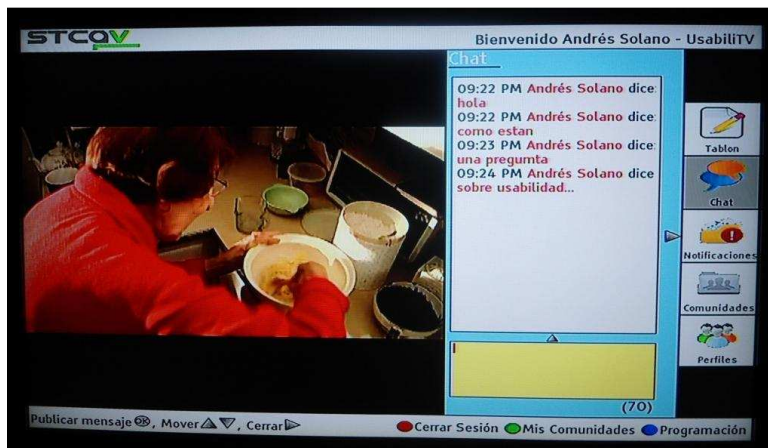 STCAV
Bienvenido Andrés Solano - UsabiliTV
Chat
09:22 PM Andrés Solano dice:
hola
09:22 PM Andrés Solano dice:
como estan
09:23 PM Andrés Solano dice:
una pregumta
09:24 PM Andrés Solano dice
sobre usabilidad...
Tablon
Chat
Notificaciones
Comunidades
Perfiles
(70)
Publicar mensaje OK, Mover, Cerrar
Cerrar Sesión Mis Comunidades Programación